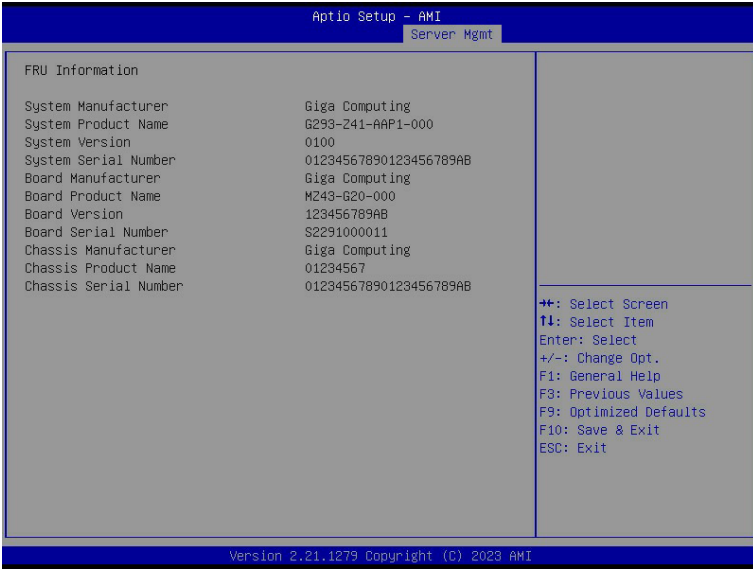 Aptio Setup – AMI
Server Mgmt
FRU Information
System Manufacturer Giga Computing
System Product Name G293-Z41-AAP1-000
System Version 0100
System Serial Number 01234567890123456789AB
Board Manufacturer Giga Computing
Board Product Name MZ43-G20-000
Board Version 123456789AB
Board Serial Number S2291000011
Chassis Manufacturer Giga Computing
Chassis Product Name 01234567
Chassis Serial Number 01234567890123456789AB
→←: Select Screen
↑↓: Select Item
Enter: Select
+/-: Change Opt.
F1: General Help
F3: Previous Values
F9: Optimized Defaults
F10: Save & Exit
ESC: Exit
Version 2.21.1279 Copyright (C) 2023 AMI